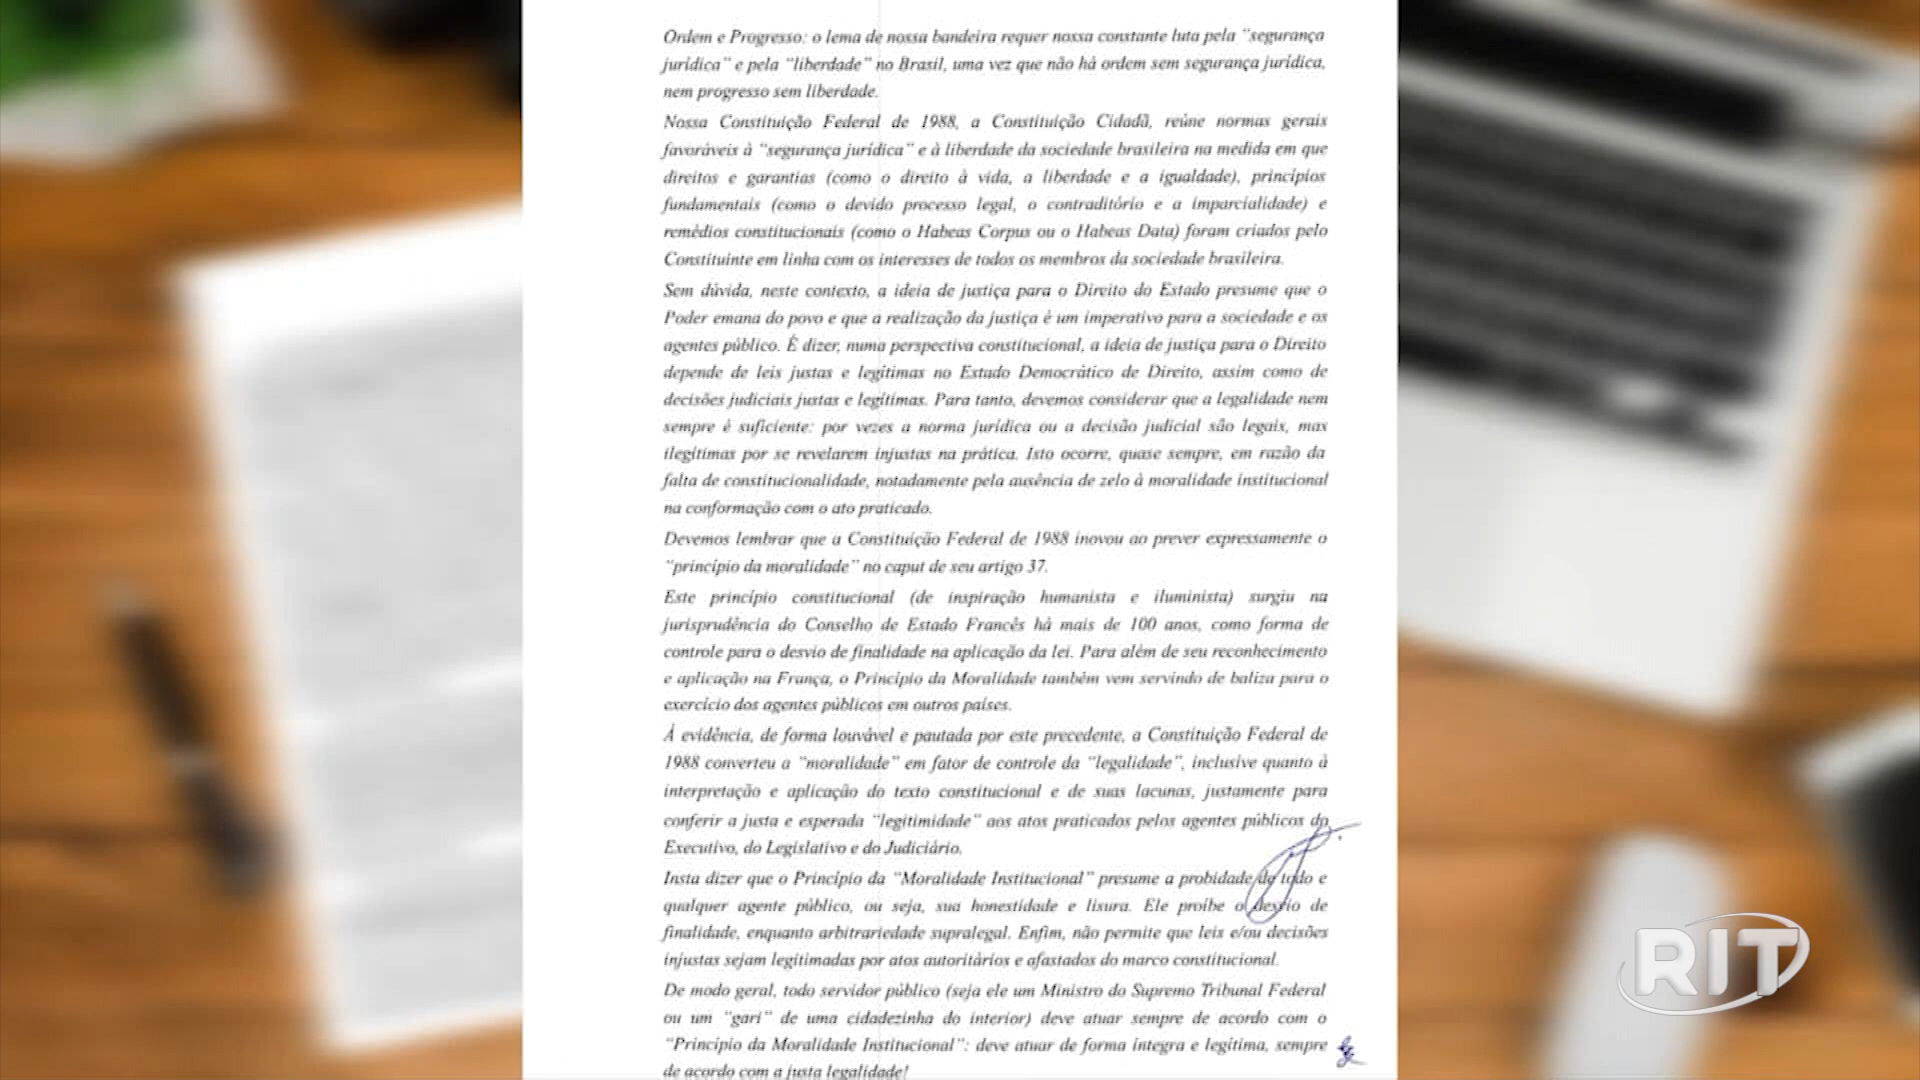 Ordem e Progresso: o lema de nossa bandeira requer nossa constante luta pela “segurança
jurídica” e pela “liberdade” no Brasil, uma vez que não há ordem sem segurança jurídica,
nem progresso sem liberdade.
Nossa Constituição Federal de 1988, a Constituição Cidadã, reúne normas gerais
favoráveis à “segurança jurídica” e à liberdade da sociedade brasileira na medida em que
direitos e garantias (como o direito à vida, a liberdade e a igualdade), princípios
fundamentais (como o devido processo legal, o contraditório e a imparcialidade) e
remédios constitucionais (como o Habeas Corpus ou o Habeas Data) foram criados pelo
Constituinte em linha com os interesses de todos os membros da sociedade brasileira.
Sem dúvida, neste contexto, a ideia de justiça para o Direito do Estado presume que o
Poder emana do povo e que a realização da justiça é um imperativo para a sociedade e os
agentes público. É dizer, numa perspectiva constitucional, a ideia de justiça para o Direito
depende de leis justas e legítimas no Estado Democrático de Direito, assim como de
decisões judiciais justas e legítimas. Para tanto, devemos considerar que a legalidade nem
sempre é suficiente: por vezes a norma jurídica ou a decisão judicial são legais, mas
ilegítimas por se revelarem injustas na prática. Isto ocorre, quase sempre, em razão da
falta de constitucionalidade, notadamente pela ausência de zelo à moralidade institucional
na conformação com o ato praticado.
Devemos lembrar que a Constituição Federal de 1988 inovou ao prever expressamente o
“princípio da moralidade” no caput de seu artigo 37.
Este princípio constitucional (de inspiração humanista e iluminista) surgiu na
jurisprudência do Conselho de Estado Francês há mais de 100 anos, como forma de
controle para o desvio de finalidade na aplicação da lei. Para além de seu reconhecimento
e aplicação na França, o Princípio da Moralidade também vem servindo de baliza para o
exercício dos agentes públicos em outros países.
À evidência, de forma louvável e pautada por este precedente, a Constituição Federal de
1988 converteu a “moralidade” em fator de controle da “legalidade”, inclusive quanto à
interpretação e aplicação do texto constitucional e de suas lacunas, justamente para
conferir a justa e esperada “legitimidade” aos atos praticados pelos agentes públicos do
Executivo, do Legislativo e do Judiciário.
Insta dizer que o Princípio da “Moralidade Institucional” presume a probidade de todo e
qualquer agente público, ou seja, sua honestidade e lisura. Ele proíbe o desvio de
finalidade, enquanto arbitrariedade supralegal. Enfim, não permite que leis e/ou decisões
injustas sejam legitimadas por atos autoritários e afastados do marco constitucional.
De modo geral, todo servidor público (seja ele um Ministro do Supremo Tribunal Federal
ou um “gari” de uma cidadezinha do interior) deve atuar sempre de acordo com o
“Princípio da Moralidade Institucional”: deve atuar de forma íntegra e legítima, sempre
de acordo com a justa legalidade!
RIT